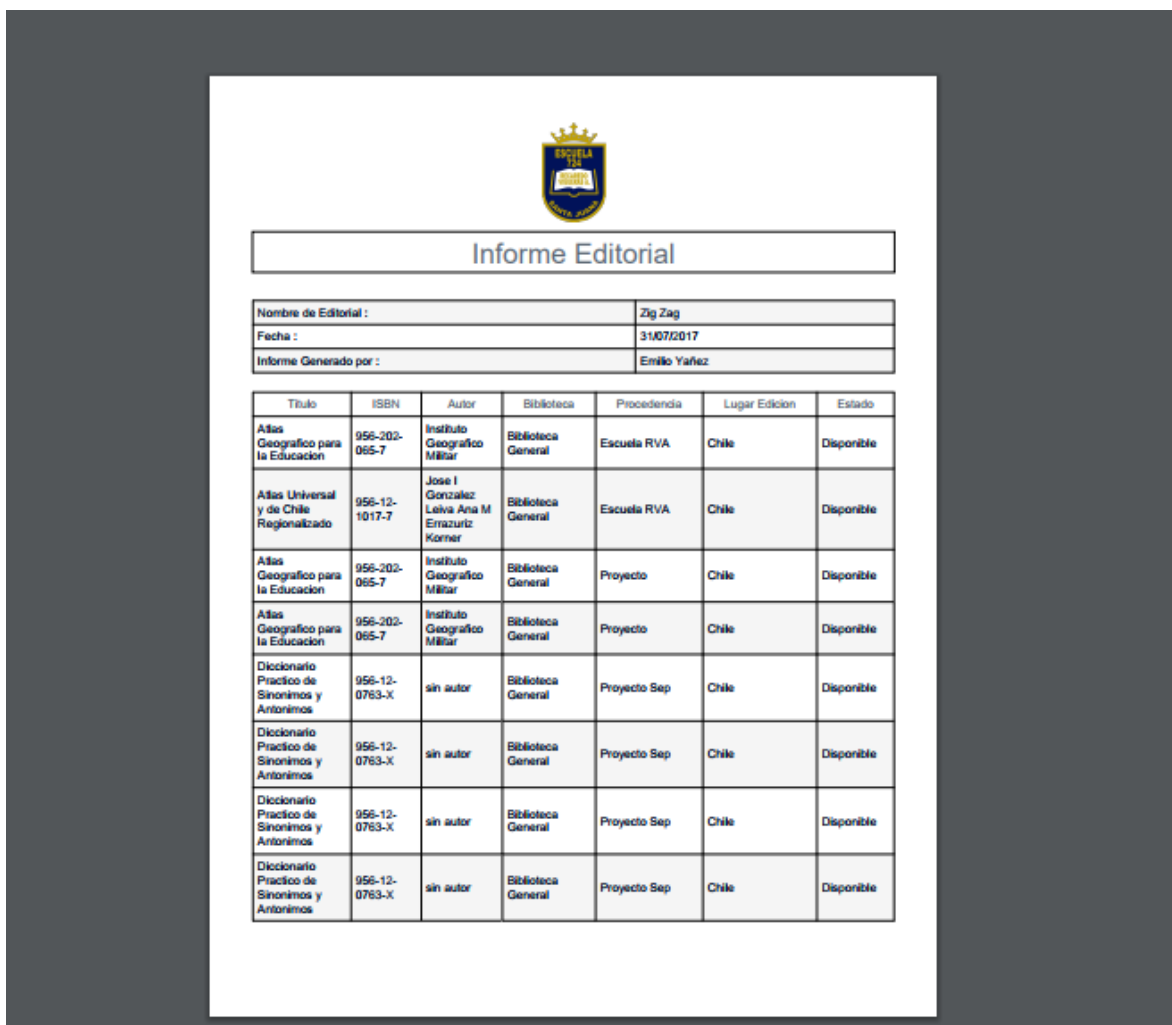 ESCUELA
724
SANTA JUANA
Informe Editorial
Nombre de Editorial : Zig Zag
Fecha : 31/07/2017
Informe Generado por : Emilio Yañez
Titulo ISBN Autor Biblioteca Procedencia Lugar Edicion Estado
Atlas Geografico para la Educacion 956-202-065-7 Instituto Geografico Militar Biblioteca General Escuela RVA Chile Disponible
Atlas Universal y de Chile Regionalizado 956-12-1017-7 Jose I Gonzalez Leiva Ana M Errazuriz Korner Biblioteca General Escuela RVA Chile Disponible
Atlas Geografico para la Educacion 956-202-065-7 Instituto Geografico Militar Biblioteca General Proyecto Chile Disponible
Atlas Geografico para la Educacion 956-202-065-7 Instituto Geografico Militar Biblioteca General Proyecto Chile Disponible
Diccionario Practico de Sinonimos y Antonimos 956-12-0763-X sin autor Biblioteca General Proyecto Sep Chile Disponible
Diccionario Practico de Sinonimos y Antonimos 956-12-0763-X sin autor Biblioteca General Proyecto Sep Chile Disponible
Diccionario Practico de Sinonimos y Antonimos 956-12-0763-X sin autor Biblioteca General Proyecto Sep Chile Disponible
Diccionario Practico de Sinonimos y Antonimos 956-12-0763-X sin autor Biblioteca General Proyecto Sep Chile Disponible